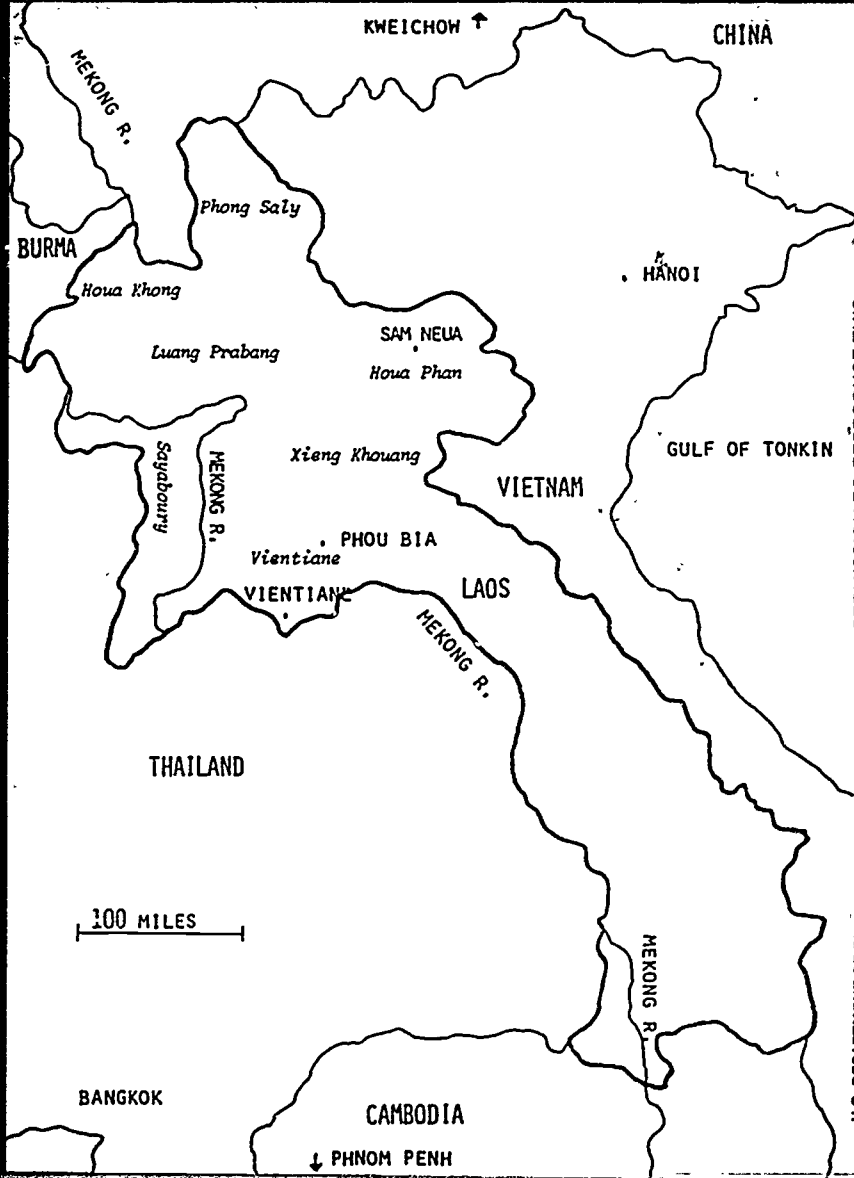 KWEICHOW
CHINA
MEKONG R.
Phong Saly
BURMA
HANOI
Houa Khong
SAM NEUA
Luang Prabang
Houa Phan
Sayaboury
MEKONG R.
Xieng Khouang
GULF OF TONKIN
VIETNAM
PHOU BIA
Vientiane
LAOS
VIENTIANE
MEKONG R.
THAILAND
100 MILES
MEKONG R.
BANGKOK
CAMBODIA
PHNOM PENH